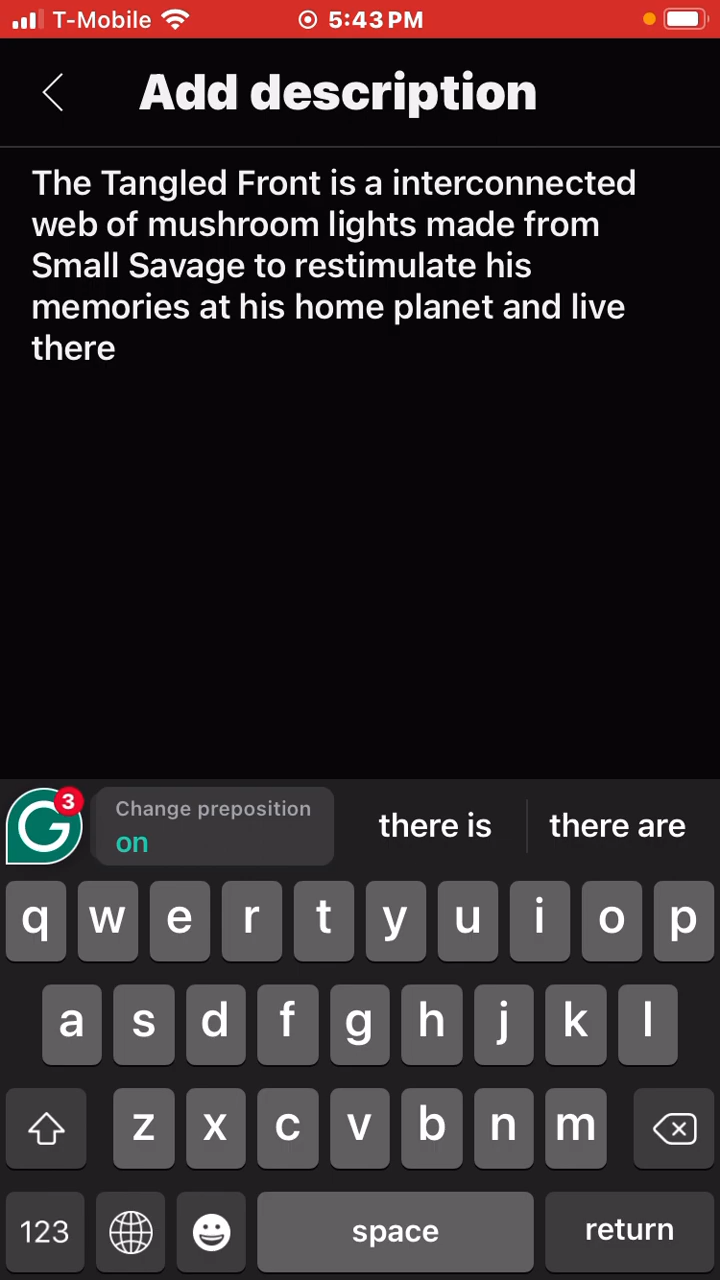 T-Mobile 5:43 PM
Add description
The Tangled Front is a interconnected
web of mushroom lights made from
Small Savage to restimulate his
memories at his home planet and live
there
3
Change preposition
on
there is
there are
q w e r t y u i o p
a s d f g h j k l
z x c v b n m
123 space return